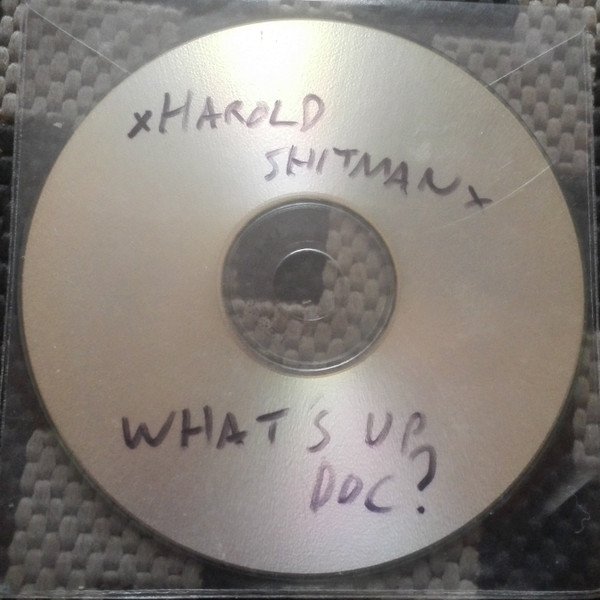 xHAROLD
SHITMANx
WHAT'S UP
DOC?